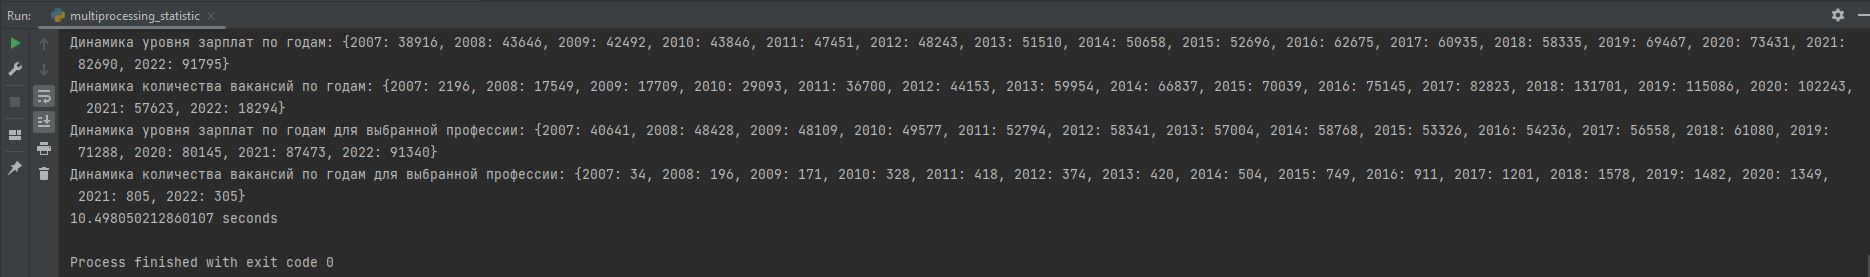 Run: multiprocessing_statistic
Динамика уровня зарплат по годам: {2007: 38916, 2008: 43646, 2009: 42492, 2010: 43846, 2011: 47451, 2012: 48243, 2013: 51510, 2014: 50658, 2015: 52696, 2016: 62675, 2017: 60935, 2018: 58335, 2019: 69467, 2020: 73431, 2021:
82690, 2022: 91795}
Динамика количества вакансий по годам: {2007: 2196, 2008: 17549, 2009: 17709, 2010: 29093, 2011: 36700, 2012: 44153, 2013: 59954, 2014: 66837, 2015: 70039, 2016: 75145, 2017: 82823, 2018: 131701, 2019: 115086, 2020: 102243,
2021: 57623, 2022: 18294}
Динамика уровня зарплат по годам для выбранной профессии: {2007: 40641, 2008: 48428, 2009: 48109, 2010: 49577, 2011: 52794, 2012: 58341, 2013: 57004, 2014: 58768, 2015: 53326, 2016: 54236, 2017: 56558, 2018: 61080, 2019:
71288, 2020: 80145, 2021: 87473, 2022: 91340}
Динамика количества вакансий по годам для выбранной профессии: {2007: 34, 2008: 196, 2009: 171, 2010: 328, 2011: 418, 2012: 374, 2013: 420, 2014: 504, 2015: 749, 2016: 911, 2017: 1201, 2018: 1578, 2019: 1482, 2020: 1349,
2021: 805, 2022: 305}
10.498050212860107 seconds
Process finished with exit code 0